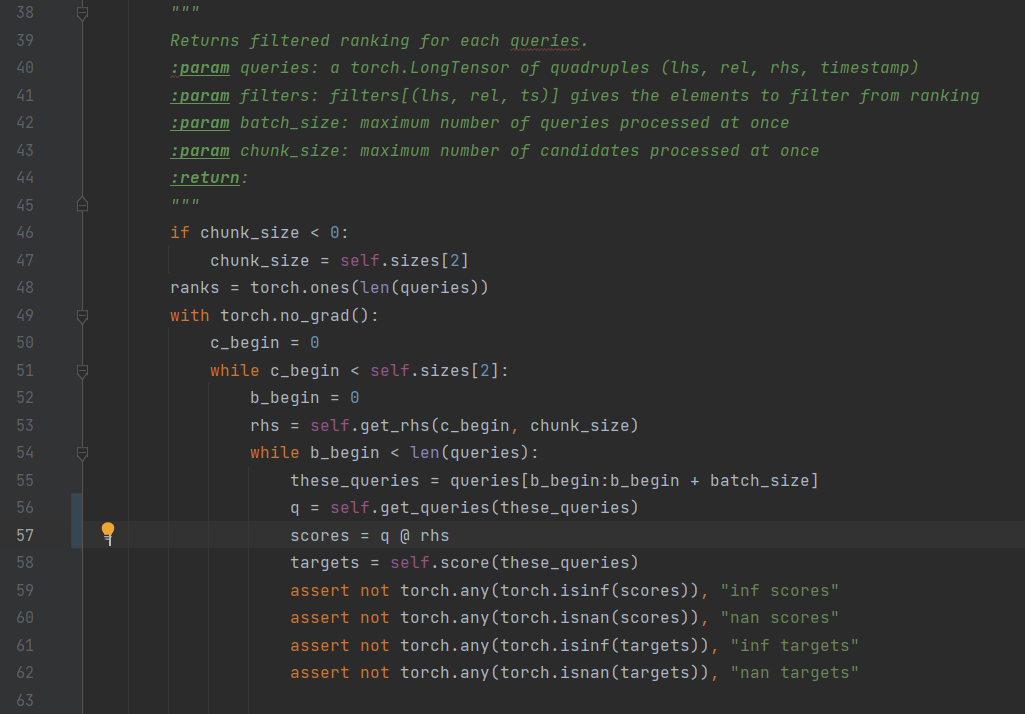 38 """
39 Returns filtered ranking for each queries.
40 :param queries: a torch.LongTensor of quadruples (lhs, rel, rhs, timestamp)
41 :param filters: filters[(lhs, rel, ts)] gives the elements to filter from ranking
42 :param batch_size: maximum number of queries processed at once
43 :param chunk_size: maximum number of candidates processed at once
44 :return:
45 """
46 if chunk_size < 0:
47     chunk_size = self.sizes[2]
48 ranks = torch.ones(len(queries))
49 with torch.no_grad():
50     c_begin = 0
51     while c_begin < self.sizes[2]:
52         b_begin = 0
53         rhs = self.get_rhs(c_begin, chunk_size)
54         while b_begin < len(queries):
55             these_queries = queries[b_begin:b_begin + batch_size]
56             q = self.get_queries(these_queries)
57             scores = q @ rhs
58             targets = self.score(these_queries)
59             assert not torch.any(torch.isinf(scores)), "inf scores"
60             assert not torch.any(torch.isnan(scores)), "nan scores"
61             assert not torch.any(torch.isinf(targets)), "inf targets"
62             assert not torch.any(torch.isnan(targets)), "nan targets"
63